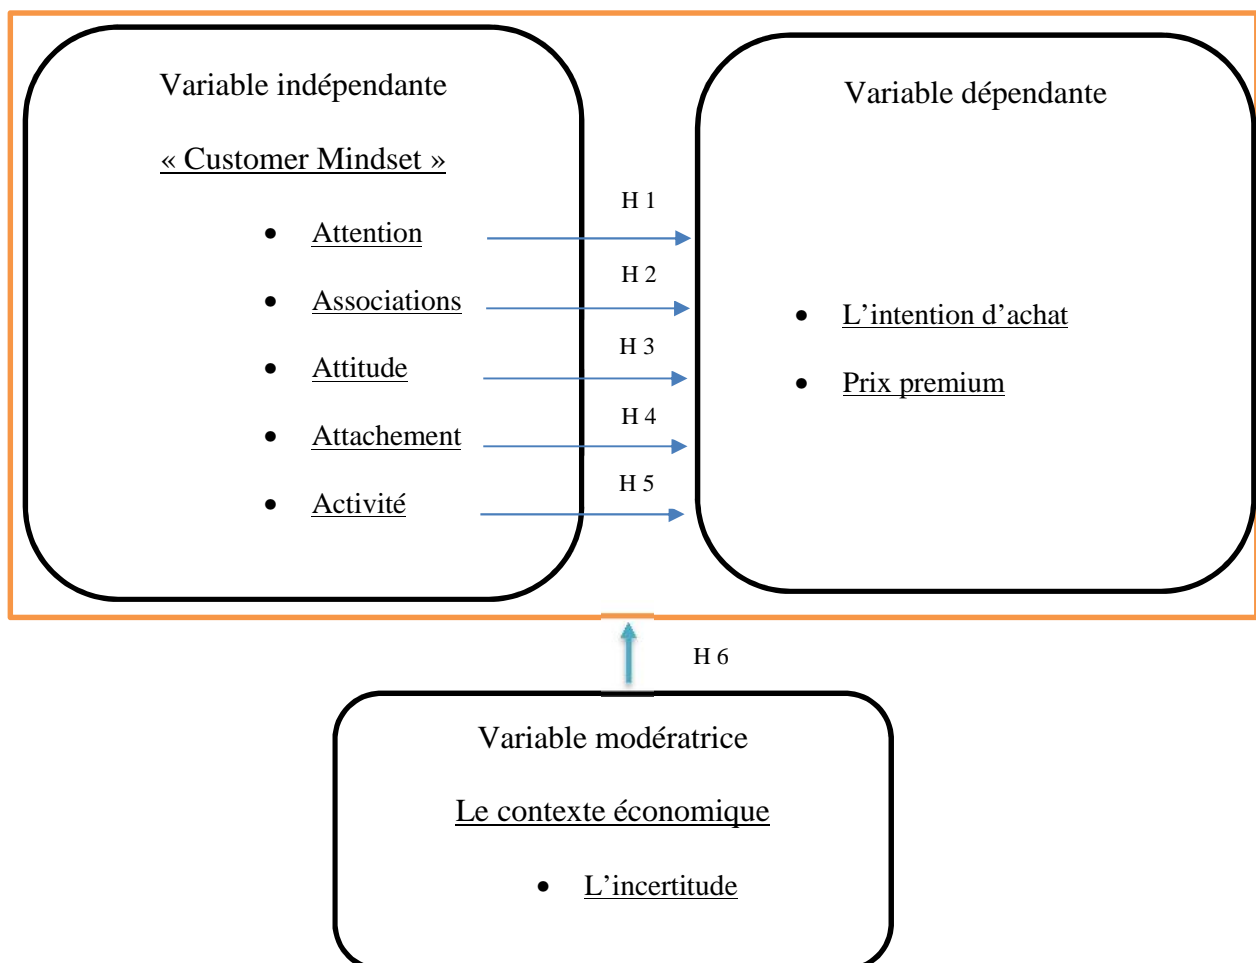 Variable indépendante
« Customer Mindset »
• Attention
• Associations
• Attitude
• Attachement
• Activité
H 1
H 2
H 3
H 4
H 5
Variable dépendante
• L’intention d’achat
• Prix premium
H 6
Variable modératrice
Le contexte économique
• L’incertitude